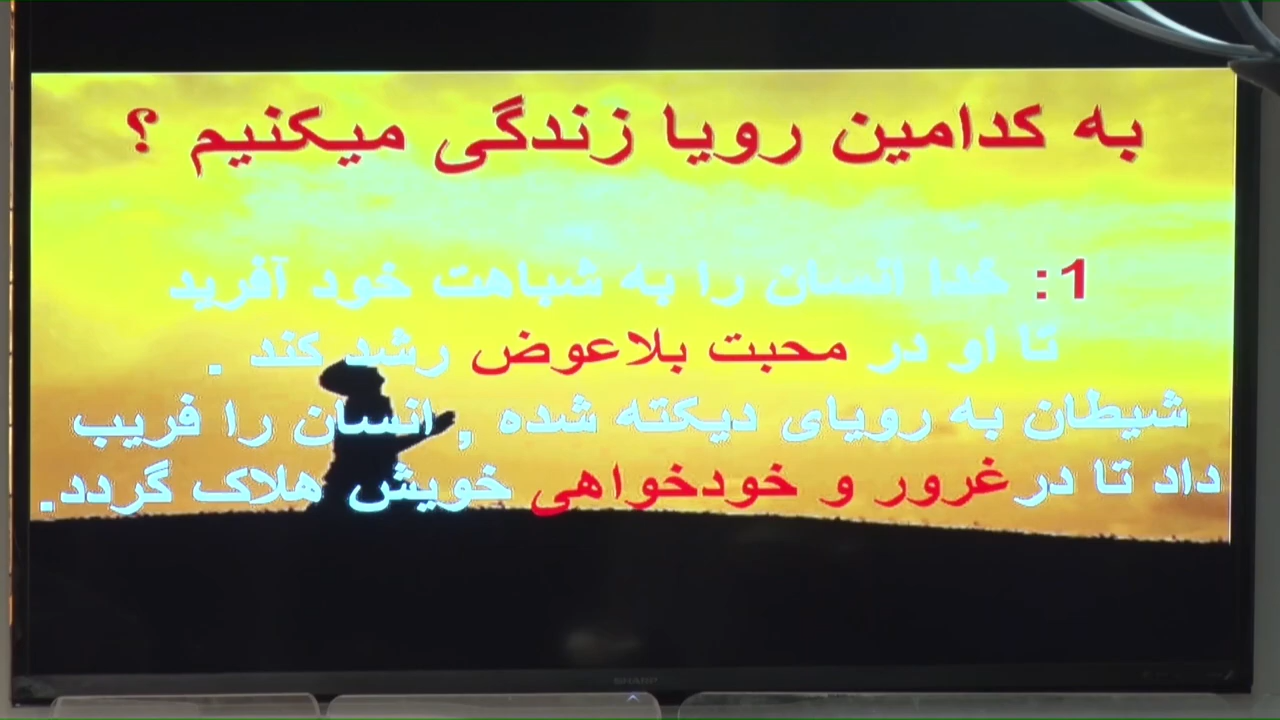 به کدامین رویا زندگی میکنیم ؟
1: خدا انسان را به شباهت خود آفرید
تا او در محبت بلاعوض رشد کند .
شیطان به رویای دیکته شده , انسان را فریب
داد تا در غرور و خودخواهی خویش هلاک گردد.
SHARP